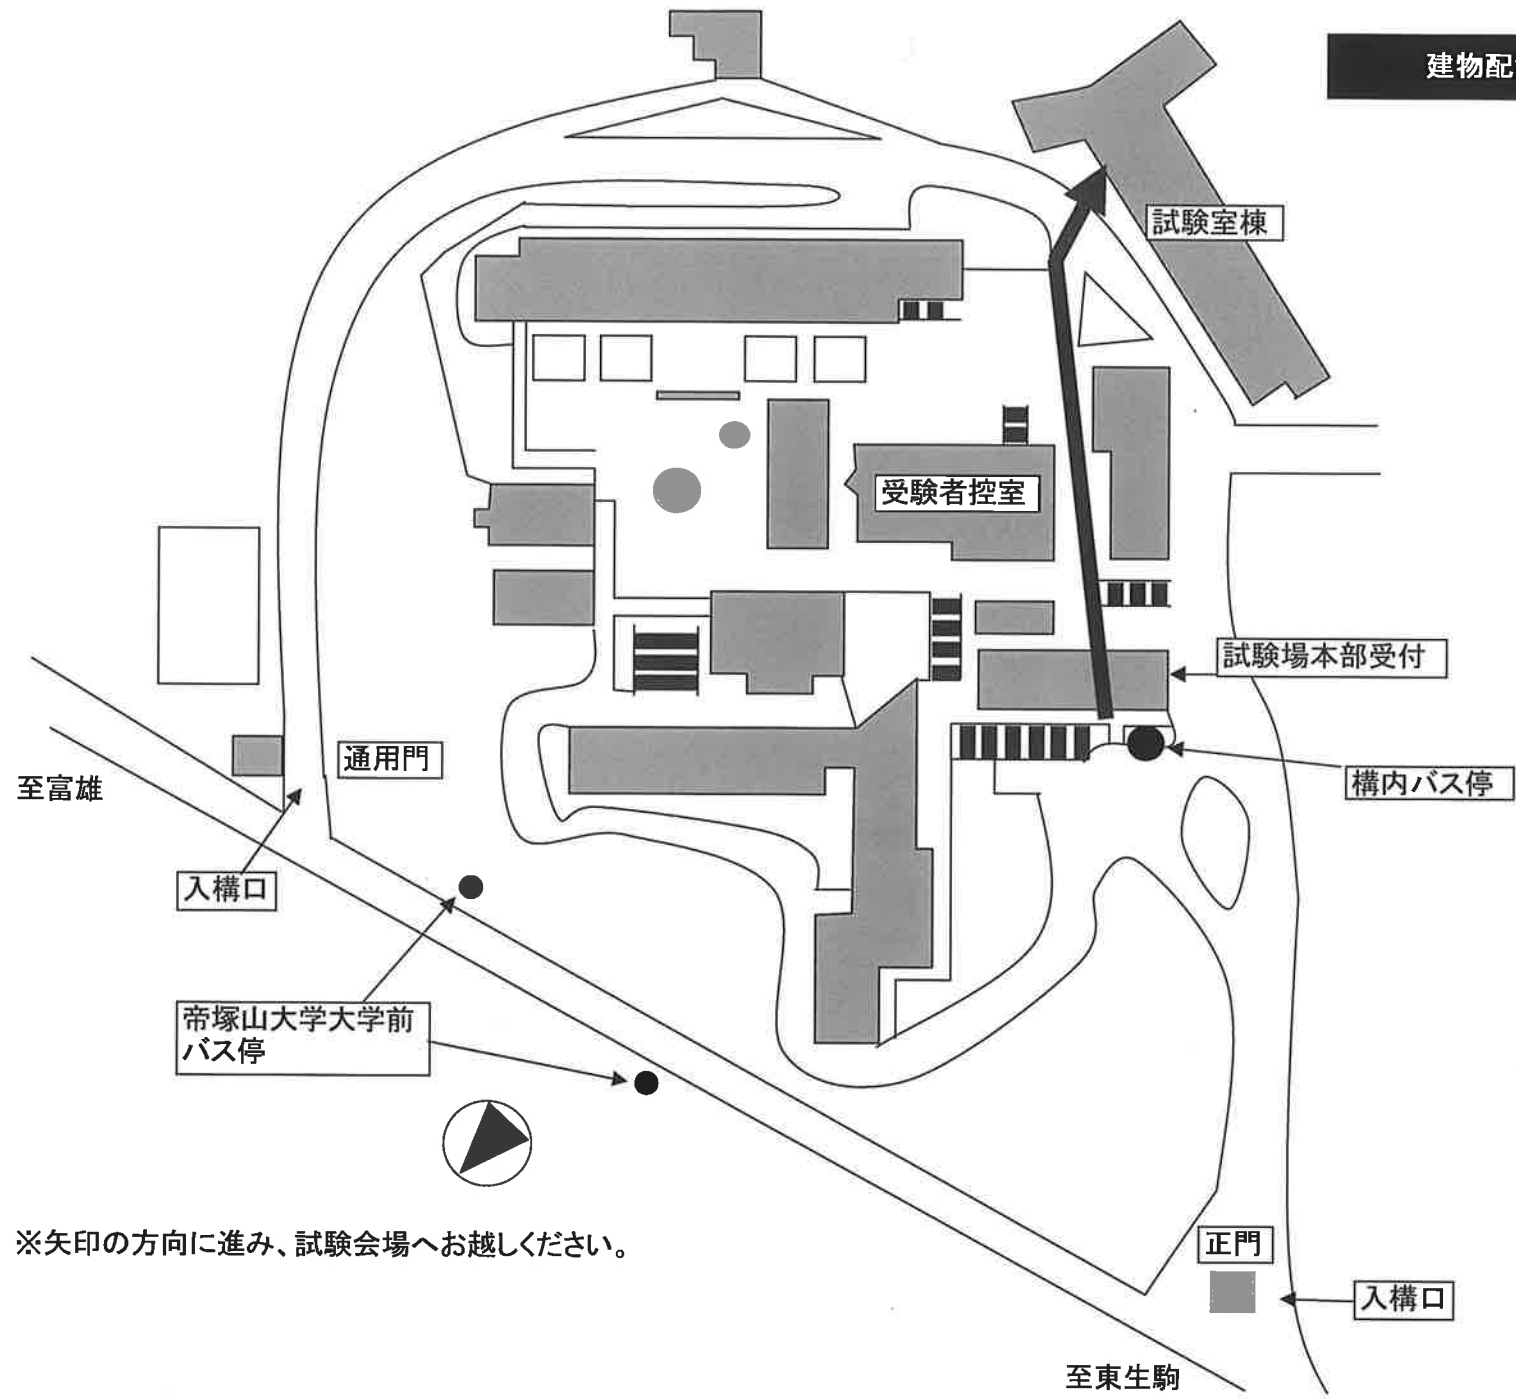 建物配
試験室棟
受験者控室
試験場本部受付
通用門
至富雄
構内バス停
入構口
帝塚山大学大学前
バス停
※矢印の方向に進み、試験会場へお越しください。
正門
入構口
至東生駒